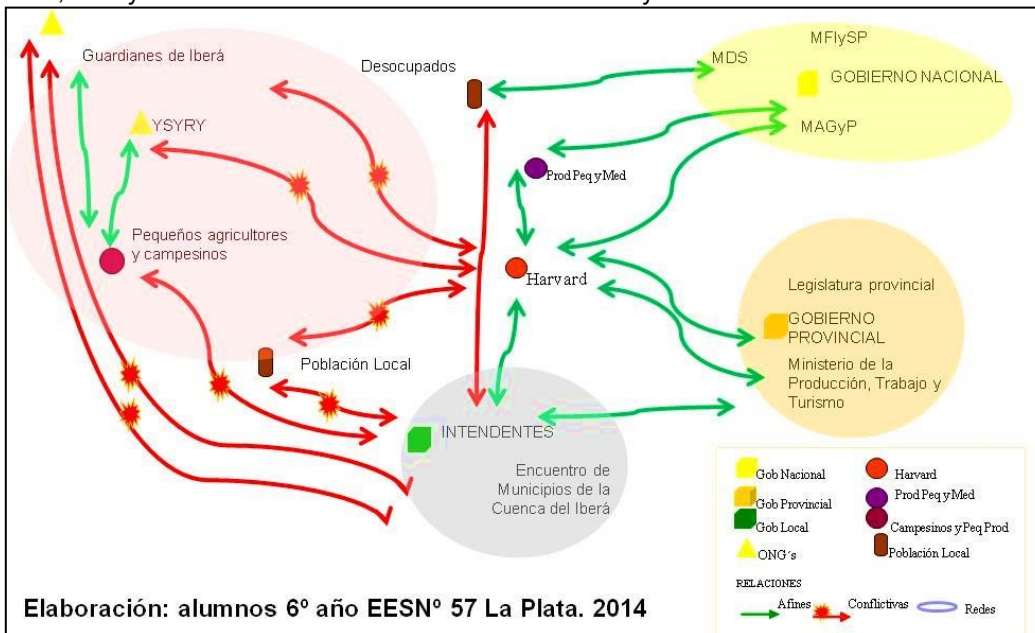 Guardianes de Iberá
Desocupados
MFIySP
MDS
GOBIERNO NACIONAL
MAGyP
YSYRY
Prod Peq y Med
Pequeños agricultores
y campesinos
Harvard
Legislatura provincial
GOBIERNO
PROVINCIAL
Ministerio de la
Producción, Trabajo y
Turismo
Población Local
INTENDENTES
Encuentro de
Municipios de la
Cuenca del Iberá
Gob Nacional
Gob Provincial
Gob Local
ONG´s
Harvard
Prod Peq y Med
Campesinos y Peq Prod
Población Local
RELACIONES
Afines
Conflictivas
Redes
Elaboración: alumnos 6º año EESNº 57 La Plata. 2014